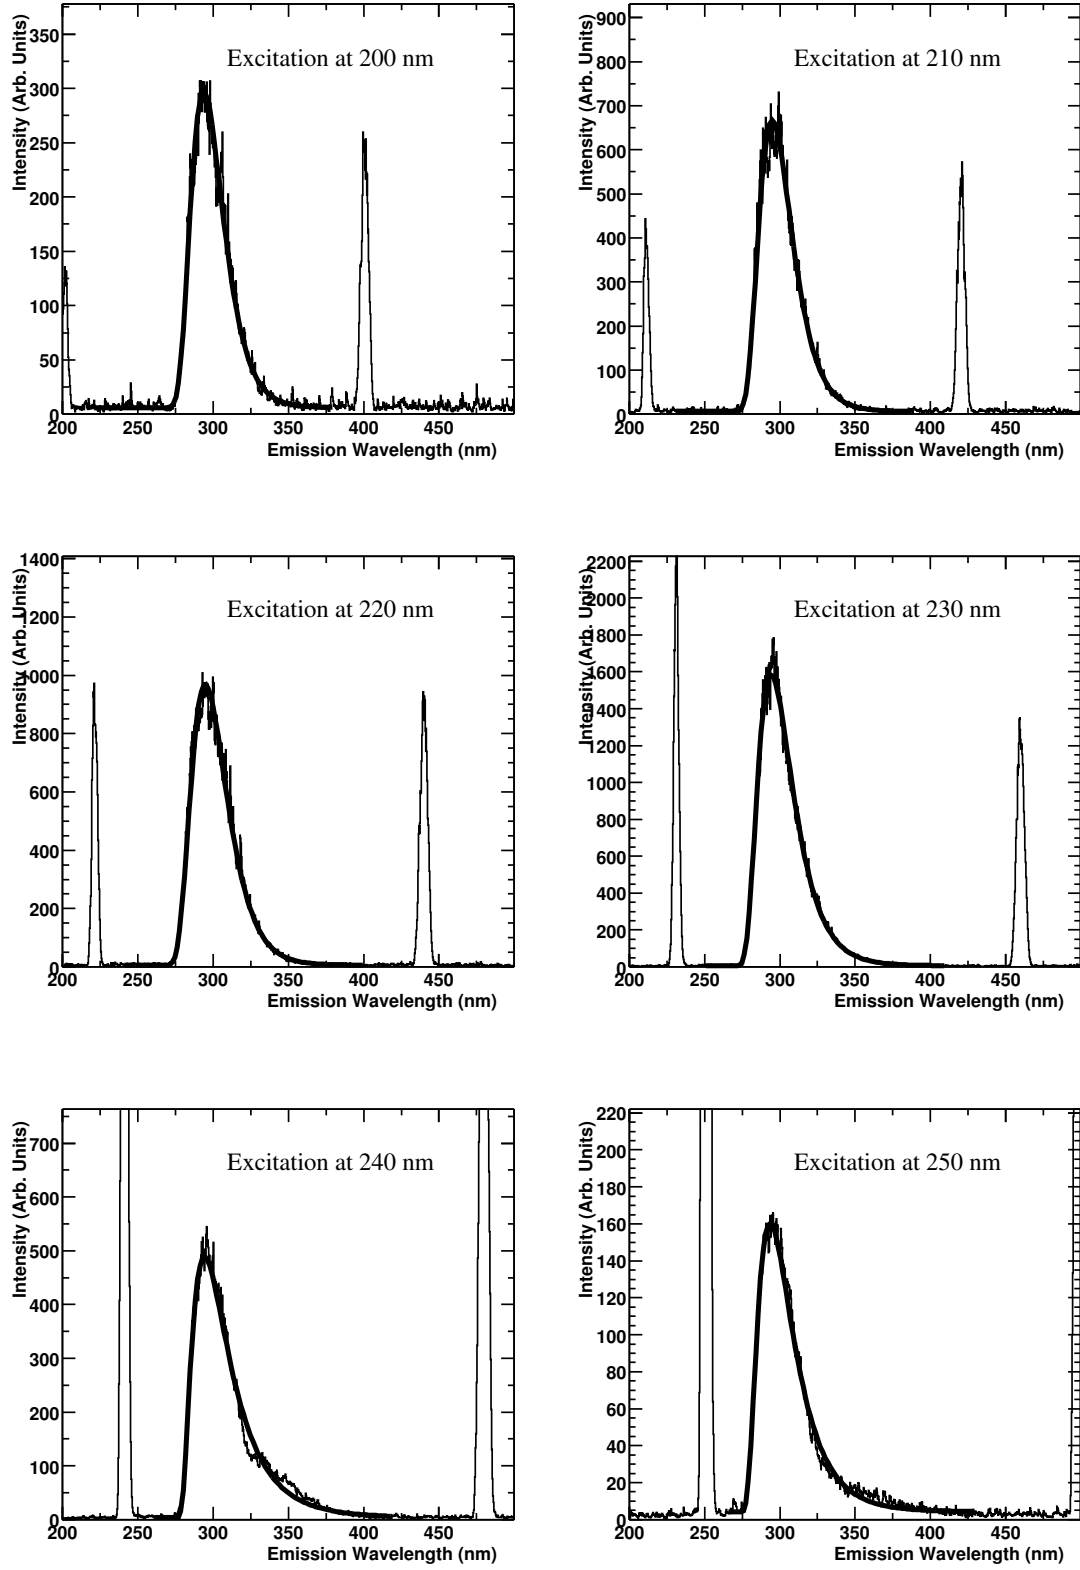 Excitation at 200 nm
Intensity (Arb. Units)
350
300
250
200
150
100
50
0
200 250 300 350 400 450
Emission Wavelength (nm)
Excitation at 210 nm
Intensity (Arb. Units)
900
800
700
600
500
400
300
200
100
0
200 250 300 350 400 450
Emission Wavelength (nm)
Excitation at 220 nm
Intensity (Arb. Units)
1400
1200
1000
800
600
400
200
0
200 250 300 350 400 450
Emission Wavelength (nm)
Excitation at 230 nm
Intensity (Arb. Units)
2200
2000
1800
1600
1400
1200
1000
800
600
400
200
0
200 250 300 350 400 450
Emission Wavelength (nm)
Excitation at 240 nm
Intensity (Arb. Units)
700
600
500
400
300
200
100
0
200 250 300 350 400 450
Emission Wavelength (nm)
Excitation at 250 nm
Intensity (Arb. Units)
220
200
180
160
140
120
100
80
60
40
20
0
200 250 300 350 400 450
Emission Wavelength (nm)